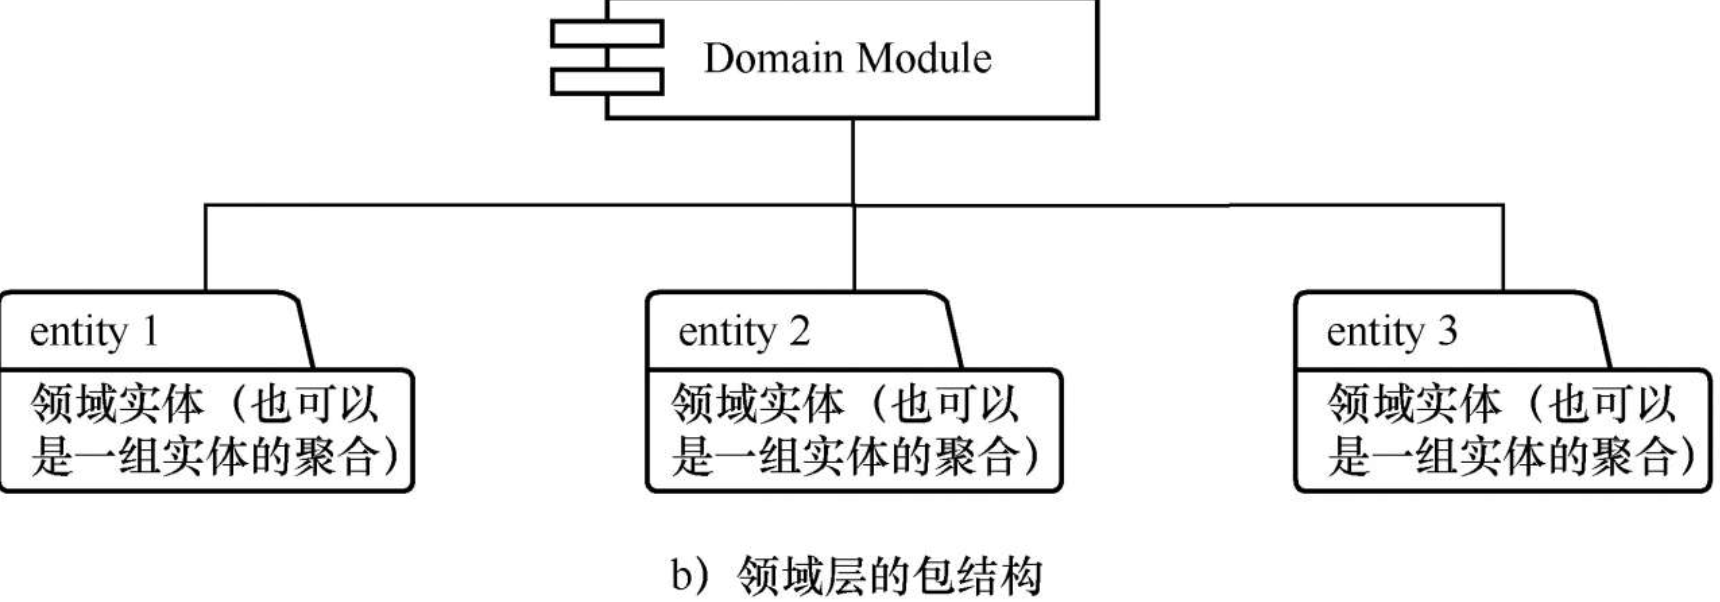 Domain Module
entity 1
领域实体（也可以
是一组实体的聚合）
entity 2
领域实体（也可以
是一组实体的聚合）
entity 3
领域实体（也可以
是一组实体的聚合）
b）领域层的包结构